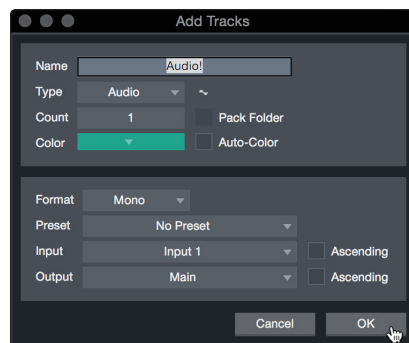 Add Tracks
Name Audio!
Type Audio
Count 1 Pack Folder
Color Auto-Color
Format Mono
Preset No Preset
Input Input 1 Ascending
Output Main Ascending
Cancel OK